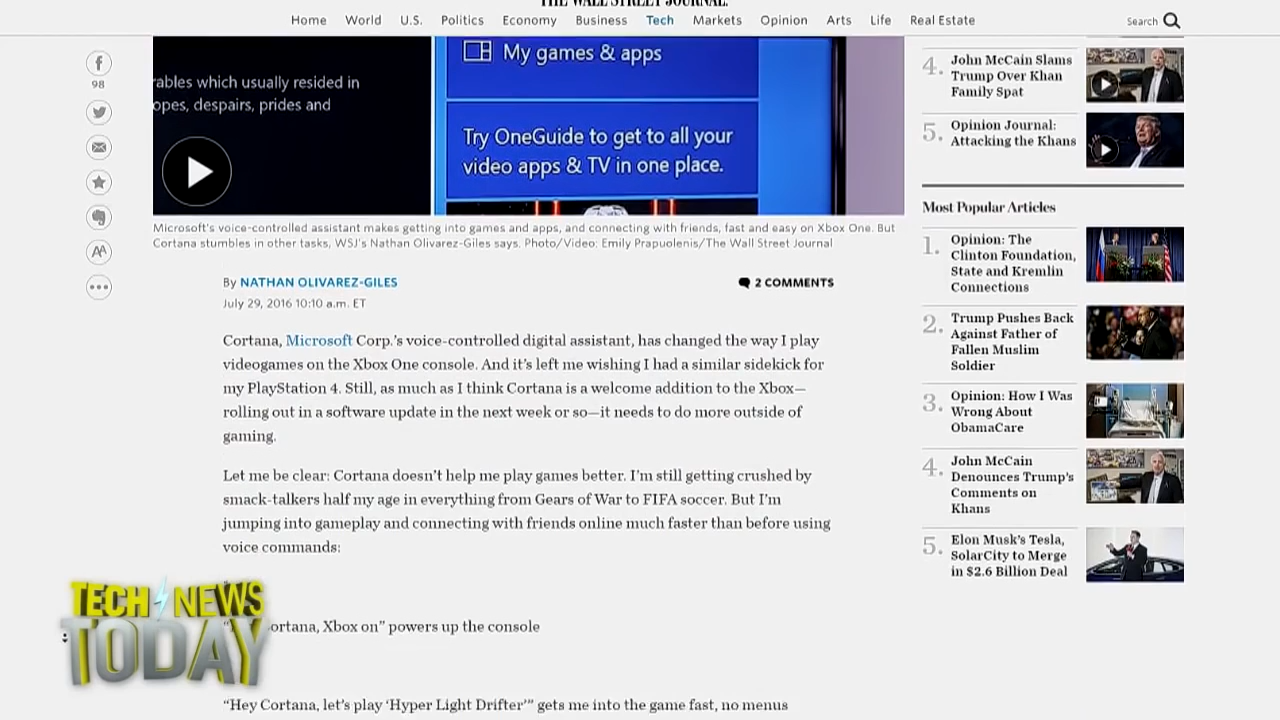 THE WALL STREET JOURNAL.
Home World U.S. Politics Economy Business Tech Markets Opinion Arts Life Real Estate
Search
98
rables which usually resided in
opes, despairs, prides and
My games & apps
Try OneGuide to get to all your
video apps & TV in one place.
Microsoft's voice-controlled assistant makes getting into games and apps, and connecting with friends, fast and easy on Xbox One. But
Cortana stumbles in other tasks, WSJ's Nathan Olivarez-Giles says. Photo/Video: Emily Prapuolenis/The Wall Street Journal
By NATHAN OLIVAREZ-GILES
2 COMMENTS
July 29, 2016 10:10 a.m. ET
Cortana, Microsoft Corp.'s voice-controlled digital assistant, has changed the way I play
videogames on the Xbox One console. And it's left me wishing I had a similar sidekick for
my PlayStation 4. Still, as much as I think Cortana is a welcome addition to the Xbox—
rolling out in a software update in the next week or so—it needs to do more outside of
gaming.
Let me be clear: Cortana doesn't help me play games better. I'm still getting crushed by
smack-talkers half my age in everything from Gears of War to FIFA soccer. But I'm
jumping into gameplay and connecting with friends online much faster than before using
voice commands:
ortana, Xbox on” powers up the console
“Hey Cortana, let's play ‘Hyper Light Drifter’” gets me into the game fast, no menus
4. John McCain Slams
Trump Over Khan
Family Spat
5. Opinion Journal:
Attacking the Khans
Most Popular Articles
1. Opinion: The
Clinton Foundation,
State and Kremlin
Connections
2. Trump Pushes Back
Against Father of
Fallen Muslim
Soldier
3. Opinion: How I Was
Wrong About
ObamaCare
4. John McCain
Denounces Trump's
Comments on
Khans
5. Elon Musk's Tesla,
SolarCity to Merge
in $2.6 Billion Deal
TECH NEWS
TODAY